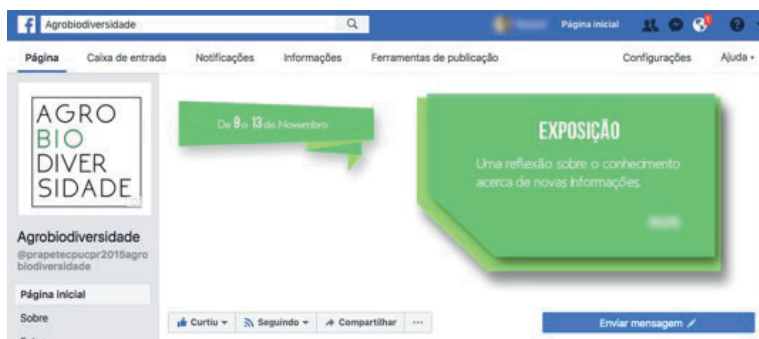 Agrobiodiversidade
Página inicial
1
Página Caixa de entrada Notificações Informações Ferramentas de publicação Configurações Ajuda
AGRO
BIO
DIVER
SIDADE
De 9 o 13 de Novembro
EXPOSIÇÃO
Uma reflexão sobre o conhecimento
acerca de novas informações.
Agrobiodiversidade
@prapetecpucpr2015agro
biodiversidade
Página inicial
Sobre
Curtiu Seguindo Compartilhar ...
Enviar mensagem